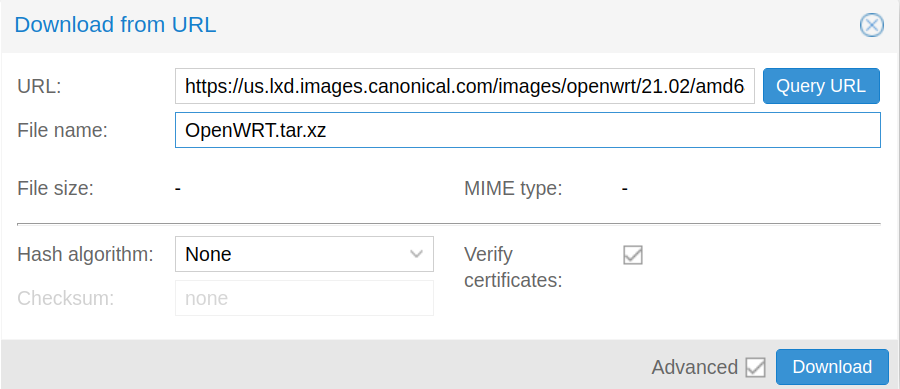 Download from URL
URL: https://us.lxd.images.canonical.com/images/openwrt/21.02/amd6 Query URL
File name: OpenWRT.tar.xz
File size: - MIME type: -
Hash algorithm: None Verify certificates:
Checksum: none
Advanced Download